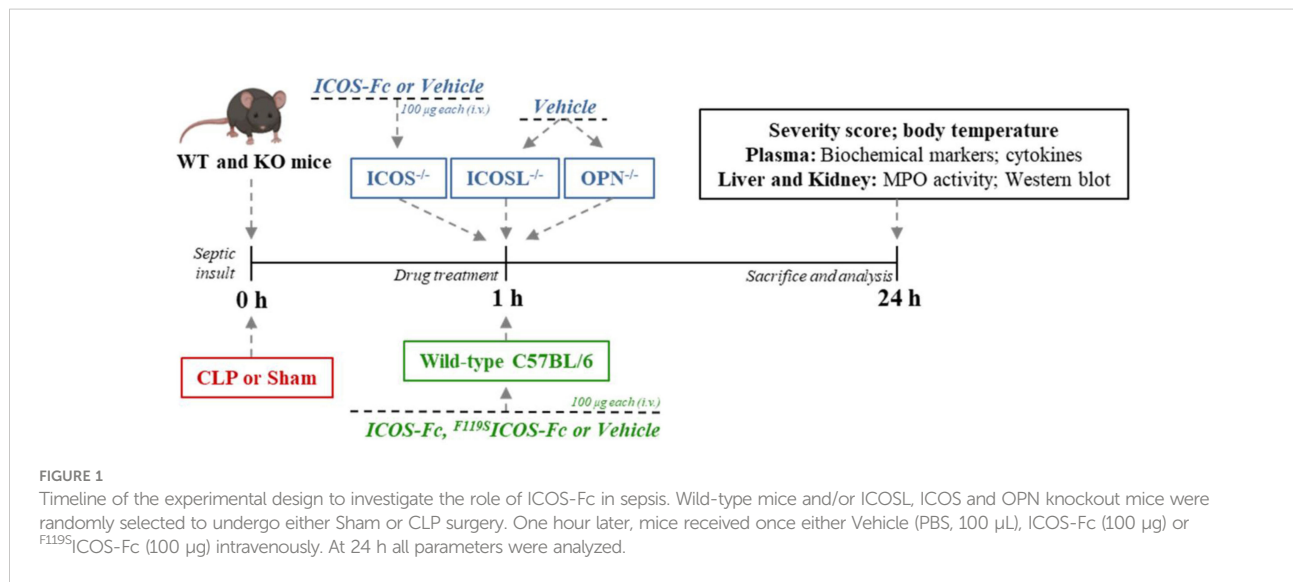 ICOS-Fc or Vehicle
100 µg each (i.v.)
Vehicle
WT and KO mice
ICOS-/-
ICOSL-/-
OPN-/-
Severity score; body temperature
Plasma: Biochemical markers; cytokines
Liver and Kidney: MPO activity; Western blot
Septic
insult
Drug treatment
Sacrifice and analysis
0 h
1 h
24 h
CLP or Sham
Wild-type C57BL/6
100 µg each (i.v.)
ICOS-Fc, F119SICOS-Fc or Vehicle
FIGURE 1
Timeline of the experimental design to investigate the role of ICOS-Fc in sepsis. Wild-type mice and/or ICOSL, ICOS and OPN knockout mice were
randomly selected to undergo either Sham or CLP surgery. One hour later, mice received once either Vehicle (PBS, 100 µL), ICOS-Fc (100 µg) or
F119SICOS-Fc (100 µg) intravenously. At 24 h all parameters were analyzed.